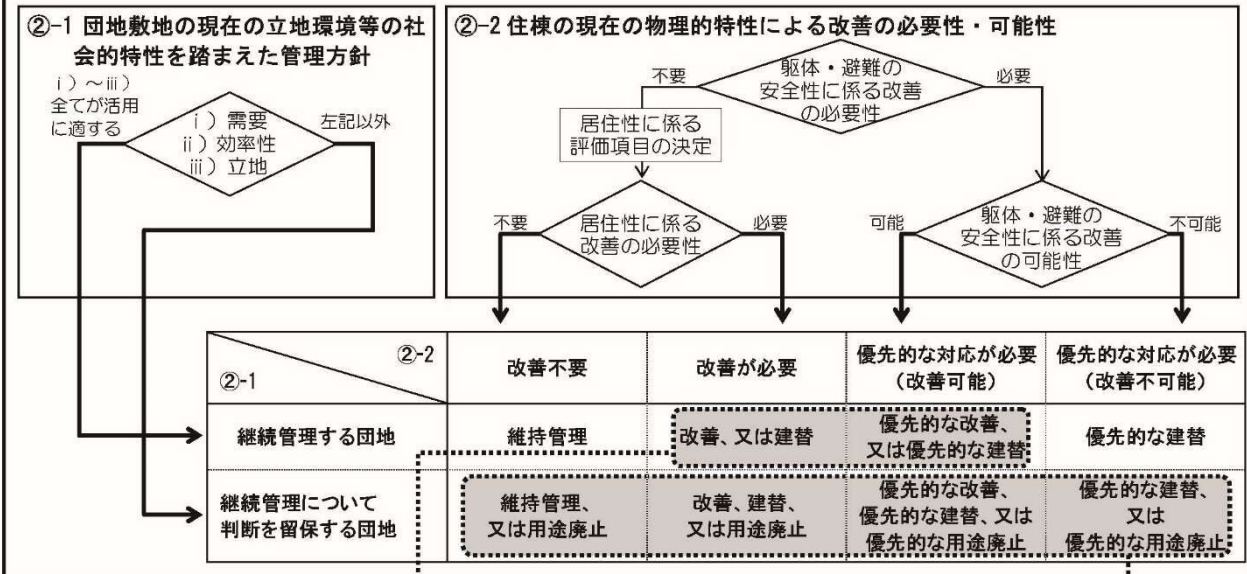 ②-1 団地敷地の現在の立地環境等の社
会的特性を踏まえた管理方針
ⅰ）～ⅲ）
全てが活用
に適する
ⅰ）需要
ⅱ）効率性
ⅲ）立地
左記以外
②-2 住棟の現在の物理的特性による改善の必要性・可能性
不要
躯体・避難の
安全性に係る改善
の必要性
必要
居住性に係る
評価項目の決定
不要
居住性に係る
改善の必要性
必要
可能
躯体・避難の
安全性に係る改善
の可能性
不可能
②-2
②-1
改善不要
改善が必要
優先的な対応が必要
（改善可能）
優先的な対応が必要
（改善不可能）
継続管理する団地
維持管理
改善、又は建替
優先的な改善、
又は優先的な建替
優先的な建替
継続管理について
判断を留保する団地
維持管理、
又は用途廃止
改善、建替、
又は用途廃止
優先的な改善、
優先的な建替、又は
優先的な用途廃止
優先的な建替、
又は
優先的な用途廃止